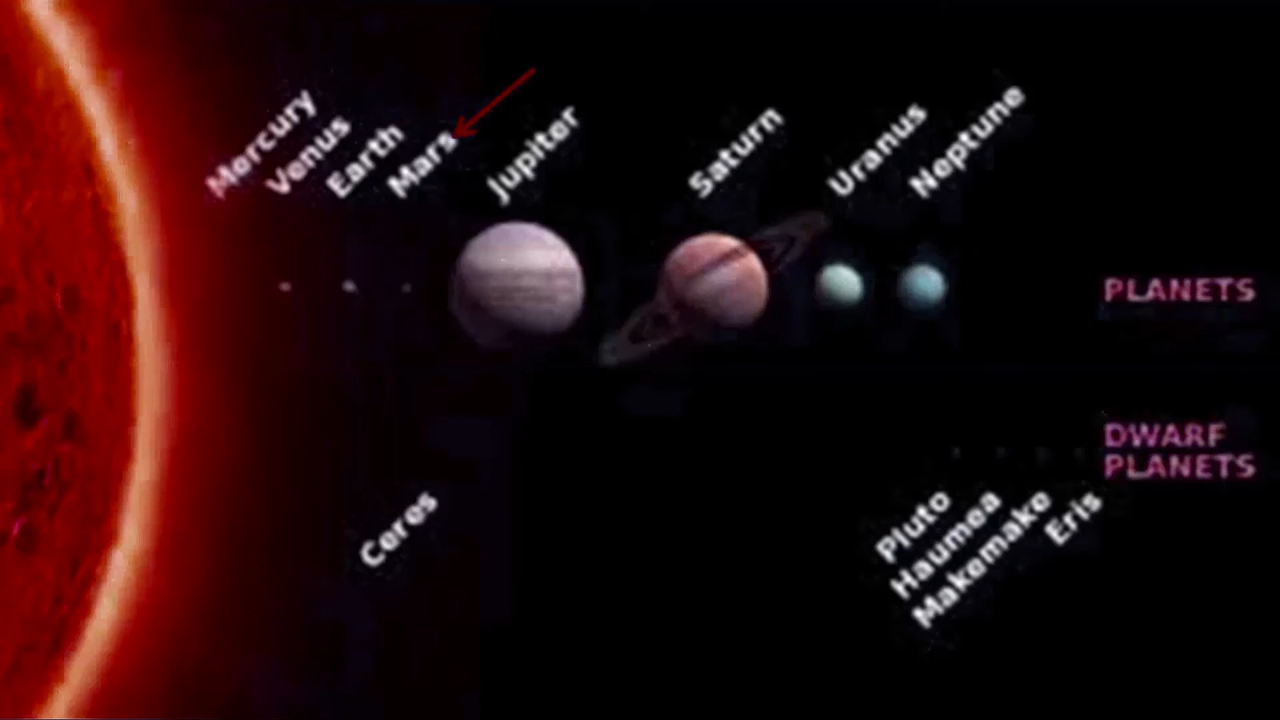 Mercury
Venus
Earth
Mars
Jupiter
Saturn
Uranus
Neptune
PLANETS
DWARF
PLANETS
Ceres
Pluto
Haumea
Makemake
Eris